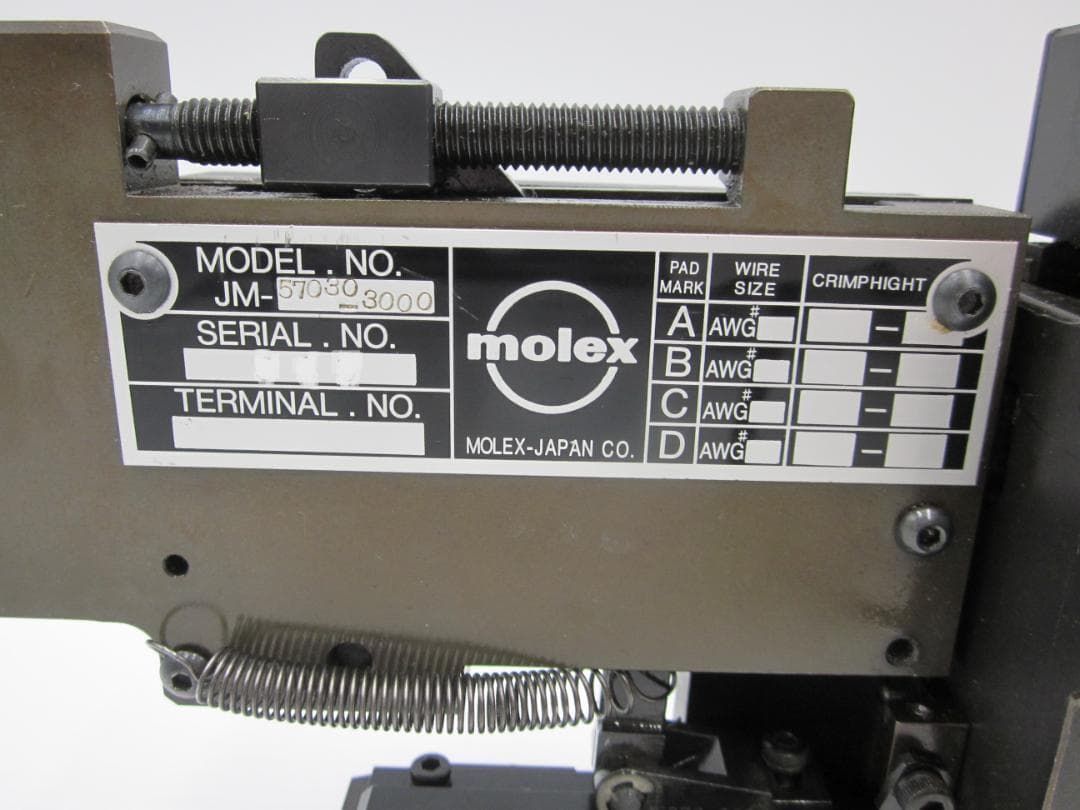 MODEL . NO.
JM-57030-3000
SERIAL . NO.
TERMINAL . NO.
molex
MOLEX-JAPAN CO.
PAD MARK WIRE SIZE CRIMPHIGHT
A AWG# –
B AWG# –
C AWG# –
D AWG# –